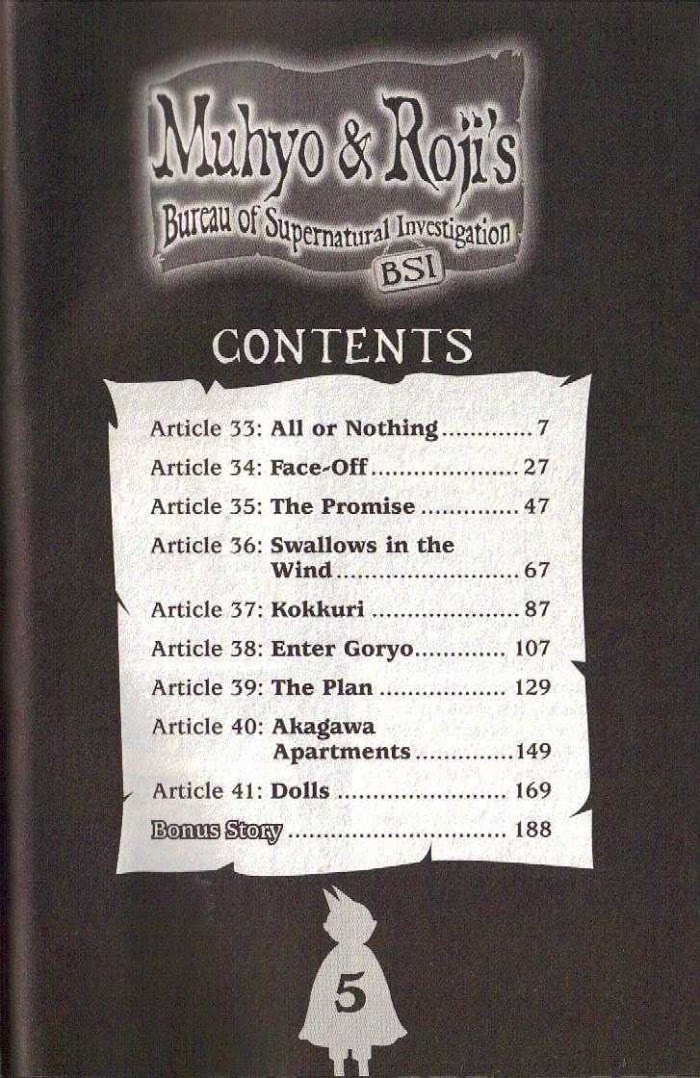 Muhyo & Roji's
Bureau of Supernatural Investigation
BSI
CONTENTS
Article 33: All or Nothing.............7
Article 34: Face-Off......................27
Article 35: The Promise ...............47
Article 36: Swallows in the
Wind............................67
Article 37: Kokkuri ......................87
Article 38: Enter Goryo.............. 107
Article 39: The Plan ................... 129
Article 40: Akagawa
Apartments..............149
Article 41: Dolls ......................... 169
Bonus Story................................. 188
5